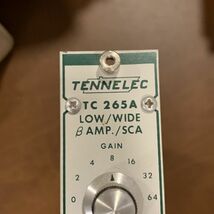 TENNELEC
TC 265A
LOW/WIDE
β AMP./SCA
GAIN
8
4 16
2 32
0 64